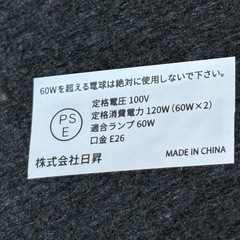 60Wを超える電球は絶対に使用しないで下さい。
PS
E
定格電圧 100V
定格消費電力 120W (60W×2)
適合ランプ 60W
口金 E26
株式会社日昇
MADE IN CHINA